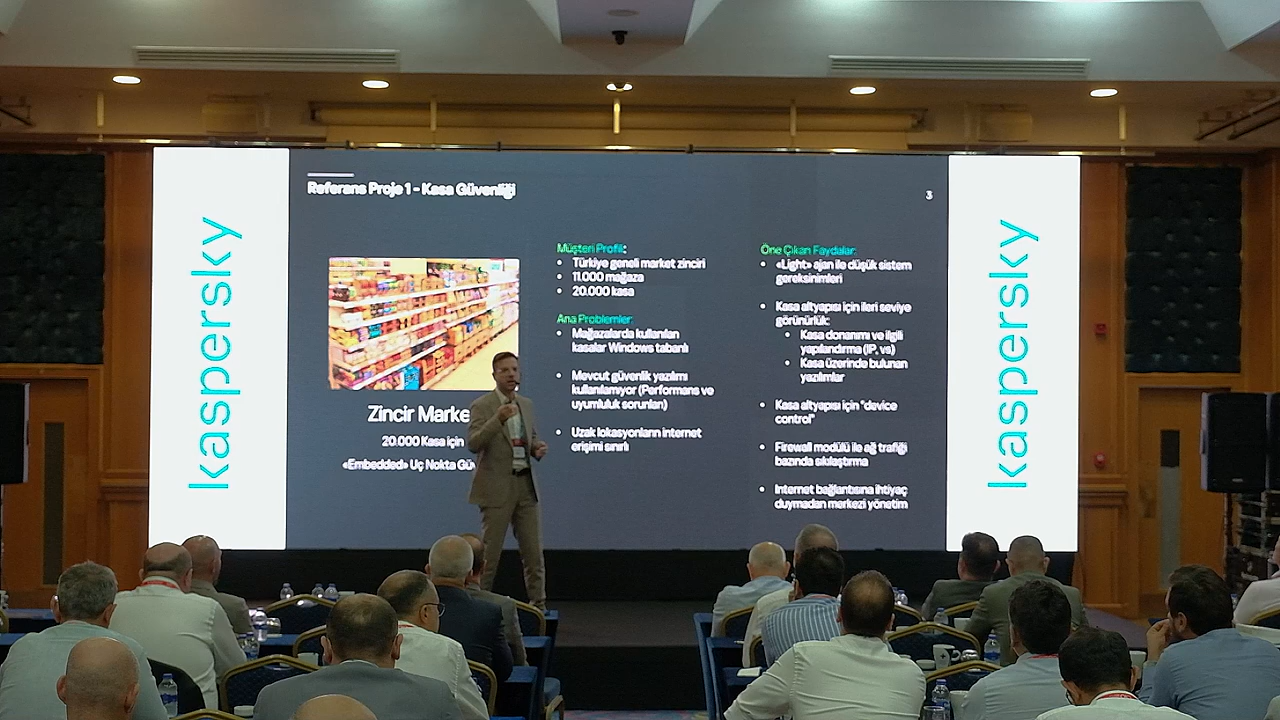 kaspersky
Referans Proje 1 - Kasa Güvenliği
3
Zincir Marke
20.000 Kasa için
«Embedded» Uç Nokta Gü
Müşteri Profili:
• Türkiye geneli market zinciri
• 11.000 mağaza
• 20.000 kasa
Ana Problemler:
• Mağazalarda kullanılan
kasalar Windows tabanlı
• Mevcut güvenlik yazılımı
kullanılamıyor (Performans ve
uyumluluk sorunları)
• Uzak lokasyonların internet
erişimi sınırlı
Öne Çıkan Faydalar:
• «Light» ajan ile düşük sistem
gereksinimleri
• Kasa altyapısı için ileri seviye
görünürlük:
• Kasa donanımı ve ilgili
yapılandırma (IP, vs)
• Kasa üzerinde bulunan
yazılımlar
• Kasa altyapısı için "device
control"
• Firewall modülü ile ağ trafiği
bazında sıkılaştırma
• Internet bağlantısına ihtiyaç
duymadan merkezi yönetim
kaspersky